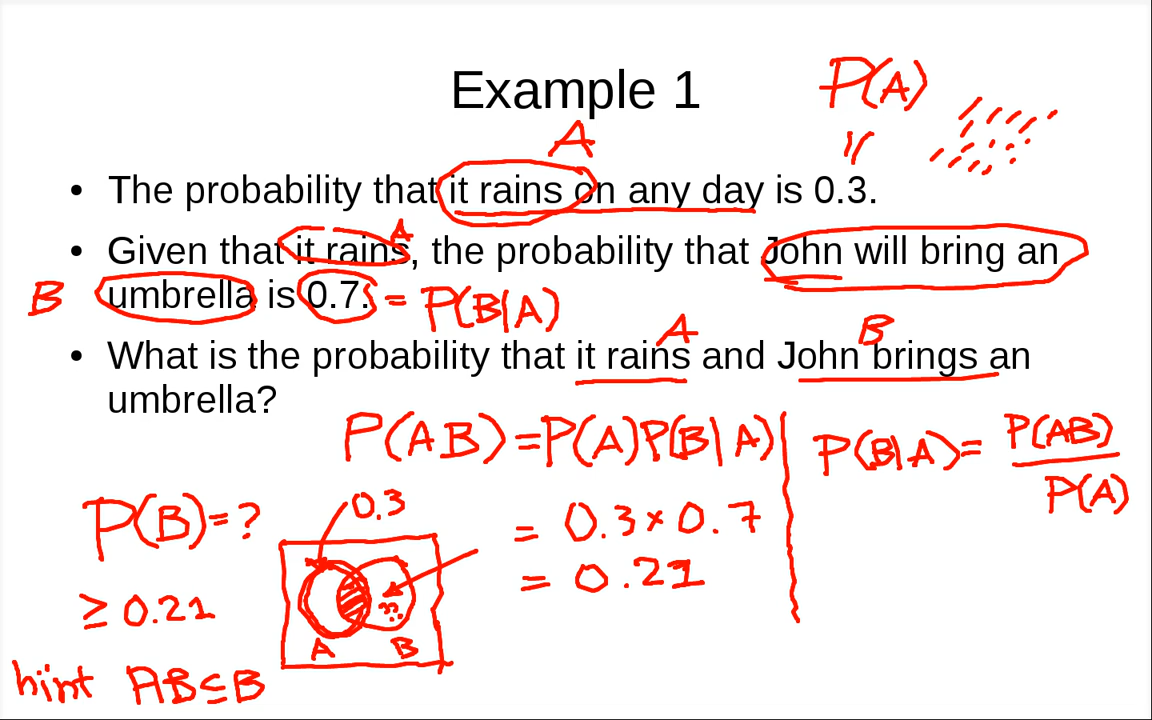 Example 1
P(A)
=
A
• The probability that it rains on any day is 0.3.
A
• Given that it rains, the probability that John will bring an
B umbrella is 0.7. = P(B|A)
A B
• What is the probability that it rains and John brings an
umbrella?
P(AB) = P(A)P(B|A)
P(B|A) = P(AB)
P(A)
P(B) = ?
0.3
= 0.3 × 0.7
= 0.21
≥ 0.21
??
A B
hint AB ⊆ B